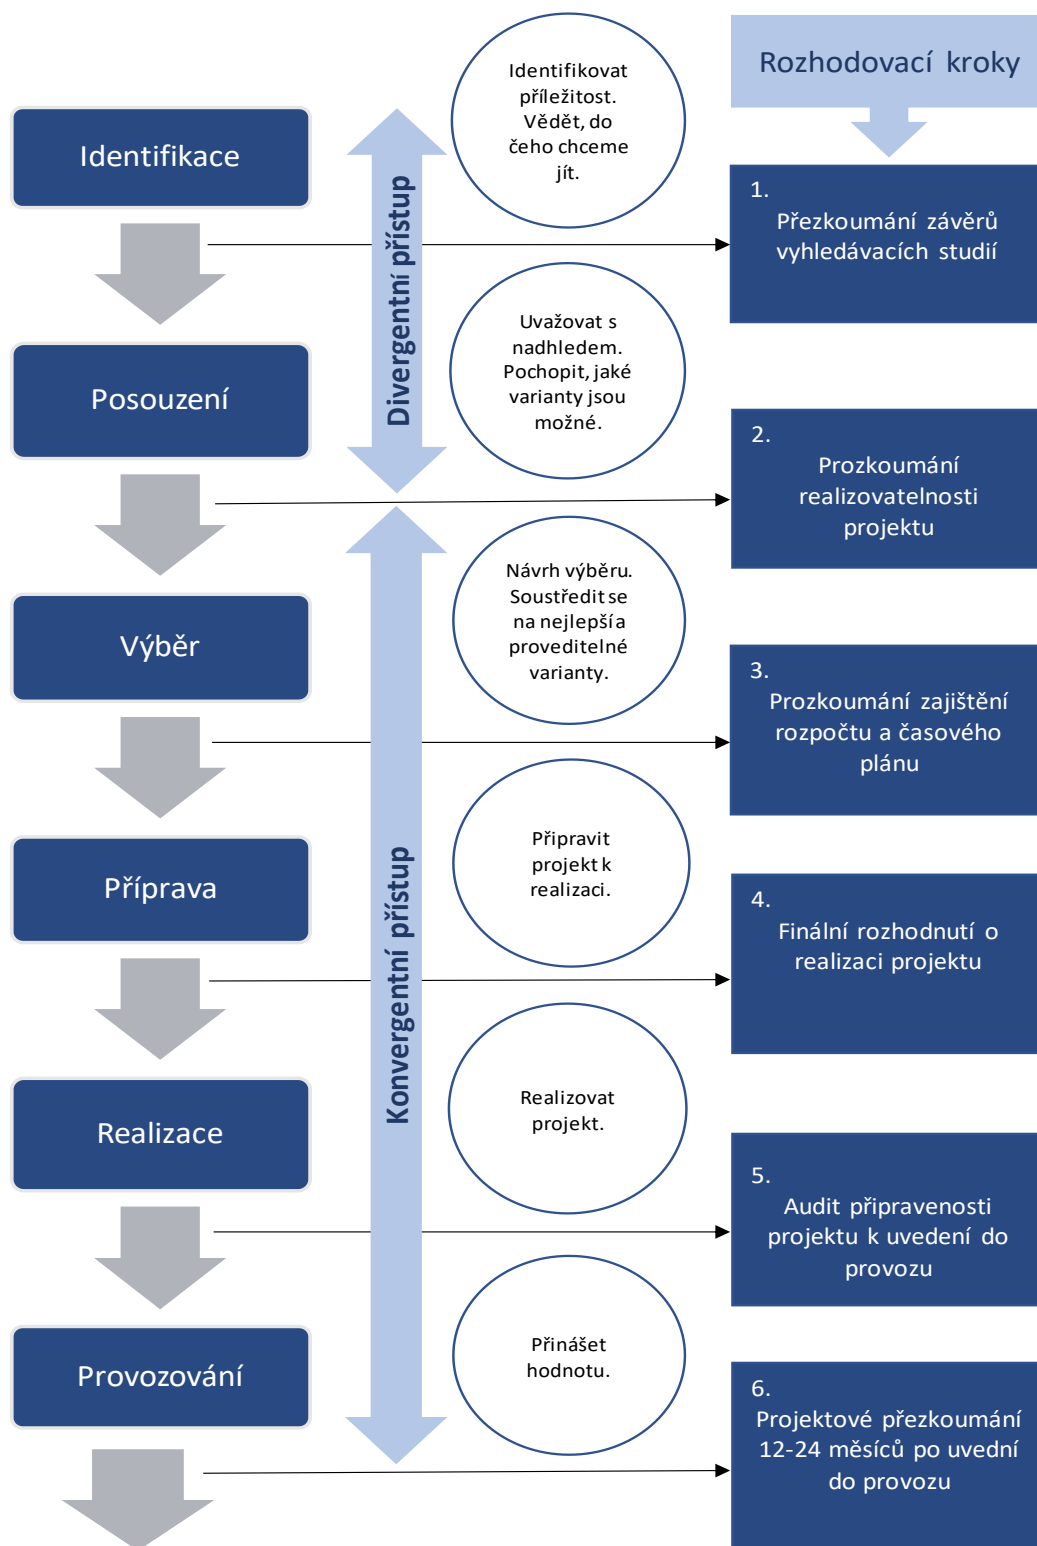 Rozhodovací kroky
Identifikace
Identifikovat
příležitost.
Vědět, do
čeho chceme
jít.
1.
Přezkoumání závěrů
vyhledávacích studií
Divergentní přístup
Posouzení
Uvažovat s
nadhledem.
Pochopit, jaké
varianty jsou
možné.
2.
Prozkoumání
realizovatelnosti
projektu
Výběr
Návrh výběru.
Soustředit se
na nejlepší a
proveditelné
varianty.
3.
Prozkoumání zajištění
rozpočtu a časového
plánu
Konvergentní přístup
Příprava
Připravit
projekt k
realizaci.
4.
Finální rozhodnutí o
realizaci projektu
Realizace
Realizovat
projekt.
5.
Audit připravenosti
projektu k uvedení do
provozu
Provozování
Přinášet
hodnotu.
6.
Projektové přezkoumání
12-24 měsíců po uvední
do provozu